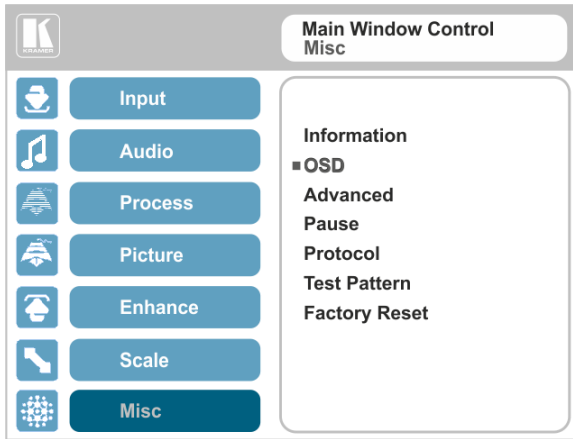 KRAMER
Main Window Control
Misc
Input
Audio
Process
Picture
Enhance
Scale
Misc
Information
OSD
Advanced
Pause
Protocol
Test Pattern
Factory Reset